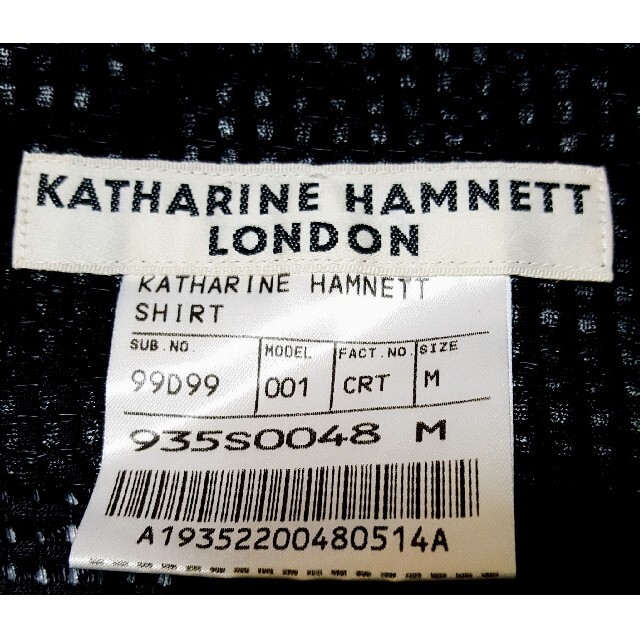 KATHARINE HAMNETT
LONDON
KATHARINE HAMNETT
SHIRT
SUB.NO. MODEL FACT.NO. SIZE
99D99 001 CRT M
935S0048 M
A19352200480514A